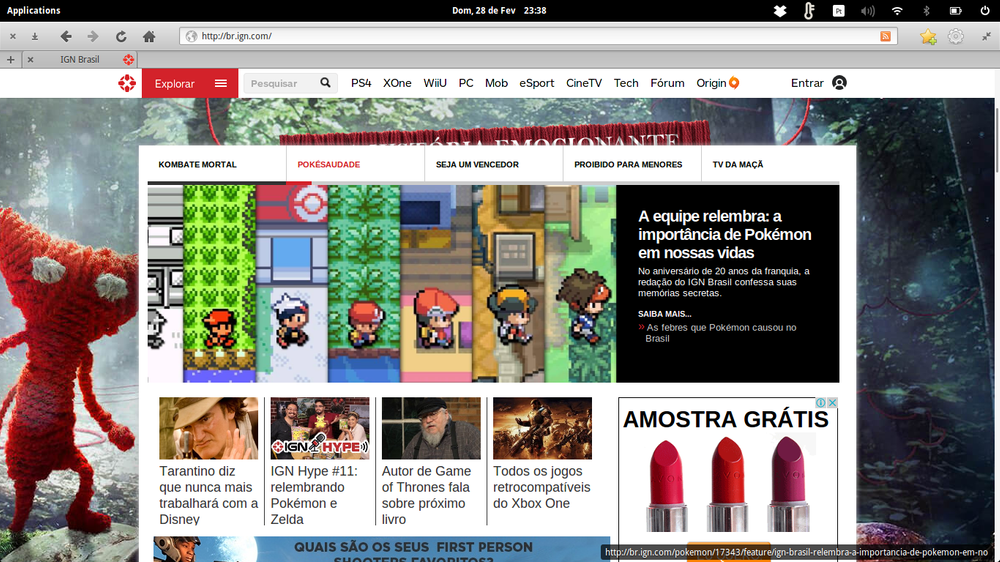 Applications
Dom, 28 de Fev 23:38
Pt
http://br.ign.com/
IGN Brasil
Explorar
Pesquisar
PS4 XOne WiiU PC Mob eSport CineTV Tech Fórum Origin
Entrar
EMOCIONANTE
KOMBATE MORTAL
POKÉSAUDADE
SEJA UM VENCEDOR
PROIBIDO PARA MENORES
TV DA MAÇÃ
A equipe relembra: a
importância de Pokémon
em nossas vidas
No aniversário de 20 anos da franquia, a
redação do IGN Brasil confessa suas
memórias secretas.
SAIBA MAIS...
» As febres que Pokémon causou no
Brasil
IGN HYPE
Tarantino diz
que nunca mais
trabalhará com a
Disney
IGN Hype #11:
relembrando
Pokémon e
Zelda
Autor de Game
of Thrones fala
sobre próximo
livro
Todos os jogos
retrocompatíveis
do Xbox One
AMOSTRA GRÁTIS
QUAIS SÃO OS SEUS FIRST PERSON
SHOOTERS FAVORITOS?
http://br.ign.com/pokemon/17343/feature/ign-brasil-relembra-a-importancia-de-pokemon-em-no